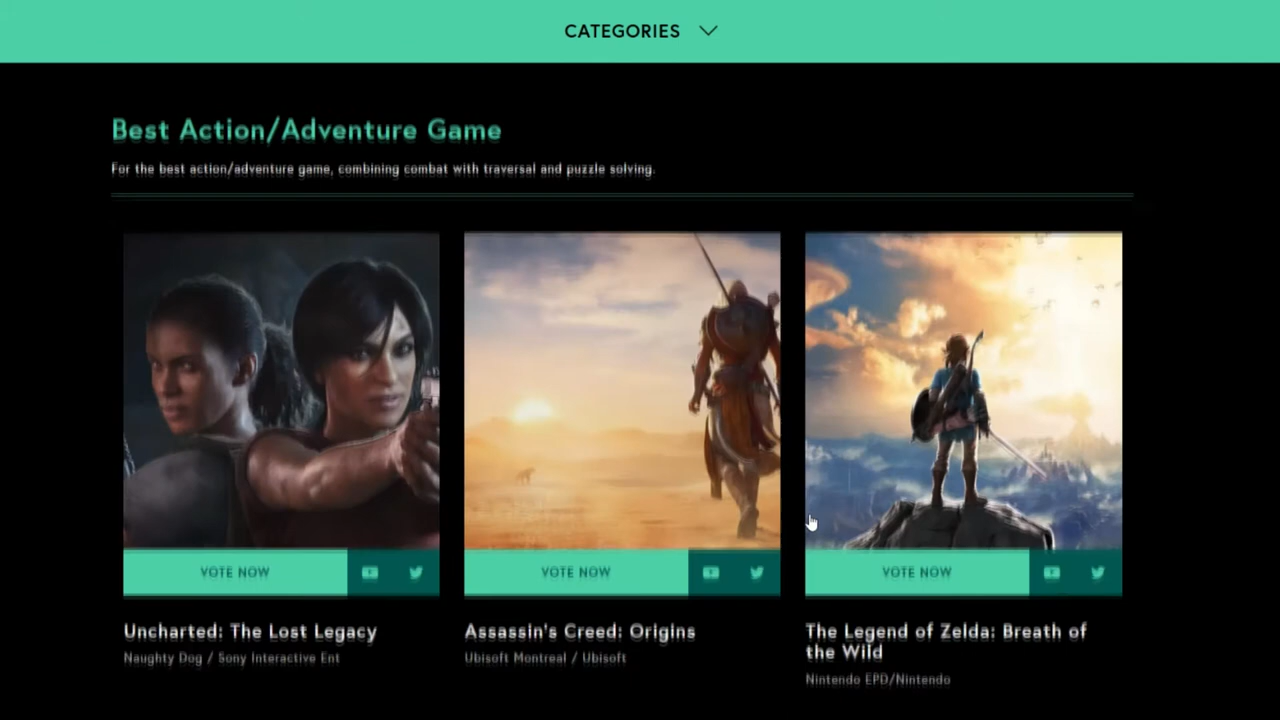 CATEGORIES
Best Action/Adventure Game
For the best action/adventure game, combining combat with traversal and puzzle solving.
VOTE NOW
VOTE NOW
VOTE NOW
Uncharted: The Lost Legacy
Naughty Dog / Sony Interactive Ent
Assassin's Creed: Origins
Ubisoft Montreal / Ubisoft
The Legend of Zelda: Breath of
the Wild
Nintendo EPD/Nintendo